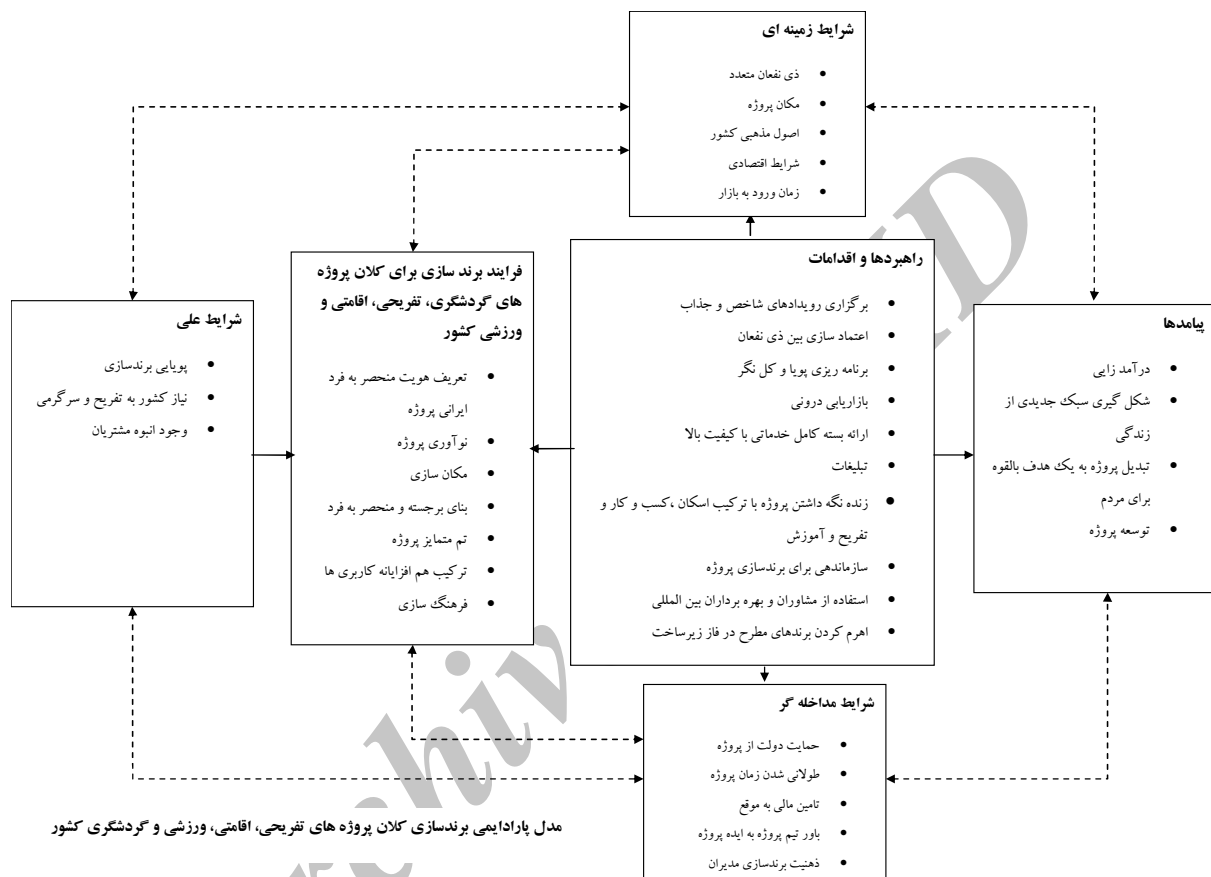 شرایط زمینه ای
ذی نفعان متعدد
مکان پروژه
اصول مذهبی کشور
شرایط اقتصادی
زمان ورود به بازار
راهبردها و اقدامات
برگزاری رویدادهای شاخص و جذاب
اعتماد سازی بین ذی نفعان
برنامه ریزی پویا و کل نگر
بازاریابی درونی
ارائه بسته کامل خدماتی با کیفیت بالا
تبلیغات
زنده نگه داشتن پروژه با ترکیب اسکان ،کسب و کار و
تفریح و آموزش
سازماندهی برای برندسازی پروژه
استفاده از مشاوران و بهره برداران بین المللی
اهرم کردن برندهای مطرح در فاز زیرساخت
فرایند برند سازی برای کلان پروژه
های گردشگری، تفریحی، اقامتی و
ورزشی کشور
تعریف هویت منحصر به فرد
ایرانی پروژه
نوآوری پروژه
مکان سازی
بنای برجسته و منحصر به فرد
تم متمایز پروژه
ترکیب هم افزایانه کاربری ها
فرهنگ سازی
شرایط علی
پویایی برندسازی
نیاز کشور به تفریح و سرگرمی
وجود انبوه مشتریان
پیامدها
درآمد زایی
شکل گیری سبک جدیدی از
زندگی
تبدیل پروژه به یک هدف بالقوه
برای مردم
توسعه پروژه
شرایط مداخله گر
حمایت دولت از پروژه
طولانی شدن زمان پروژه
تامین مالی به موقع
باور تیم پروژه به ایده پروژه
ذهنیت برندسازی مدیران
مدل پارادایمی برندسازی کلان پروژه های تفریحی، اقامتی، ورزشی و گردشگری کشور